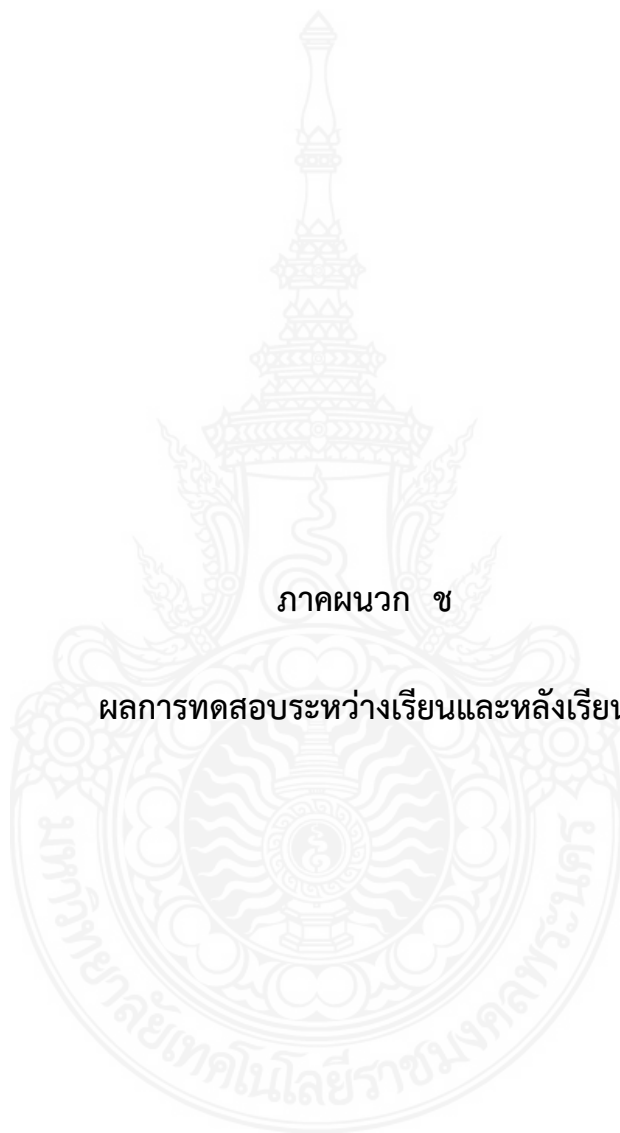 ภาคผนวก ช
ผลการทดสอบระหว่างเรียนและหลังเรียน
มหาวิทยาลัยเทคโนโลยีราชมงคลพระนคร